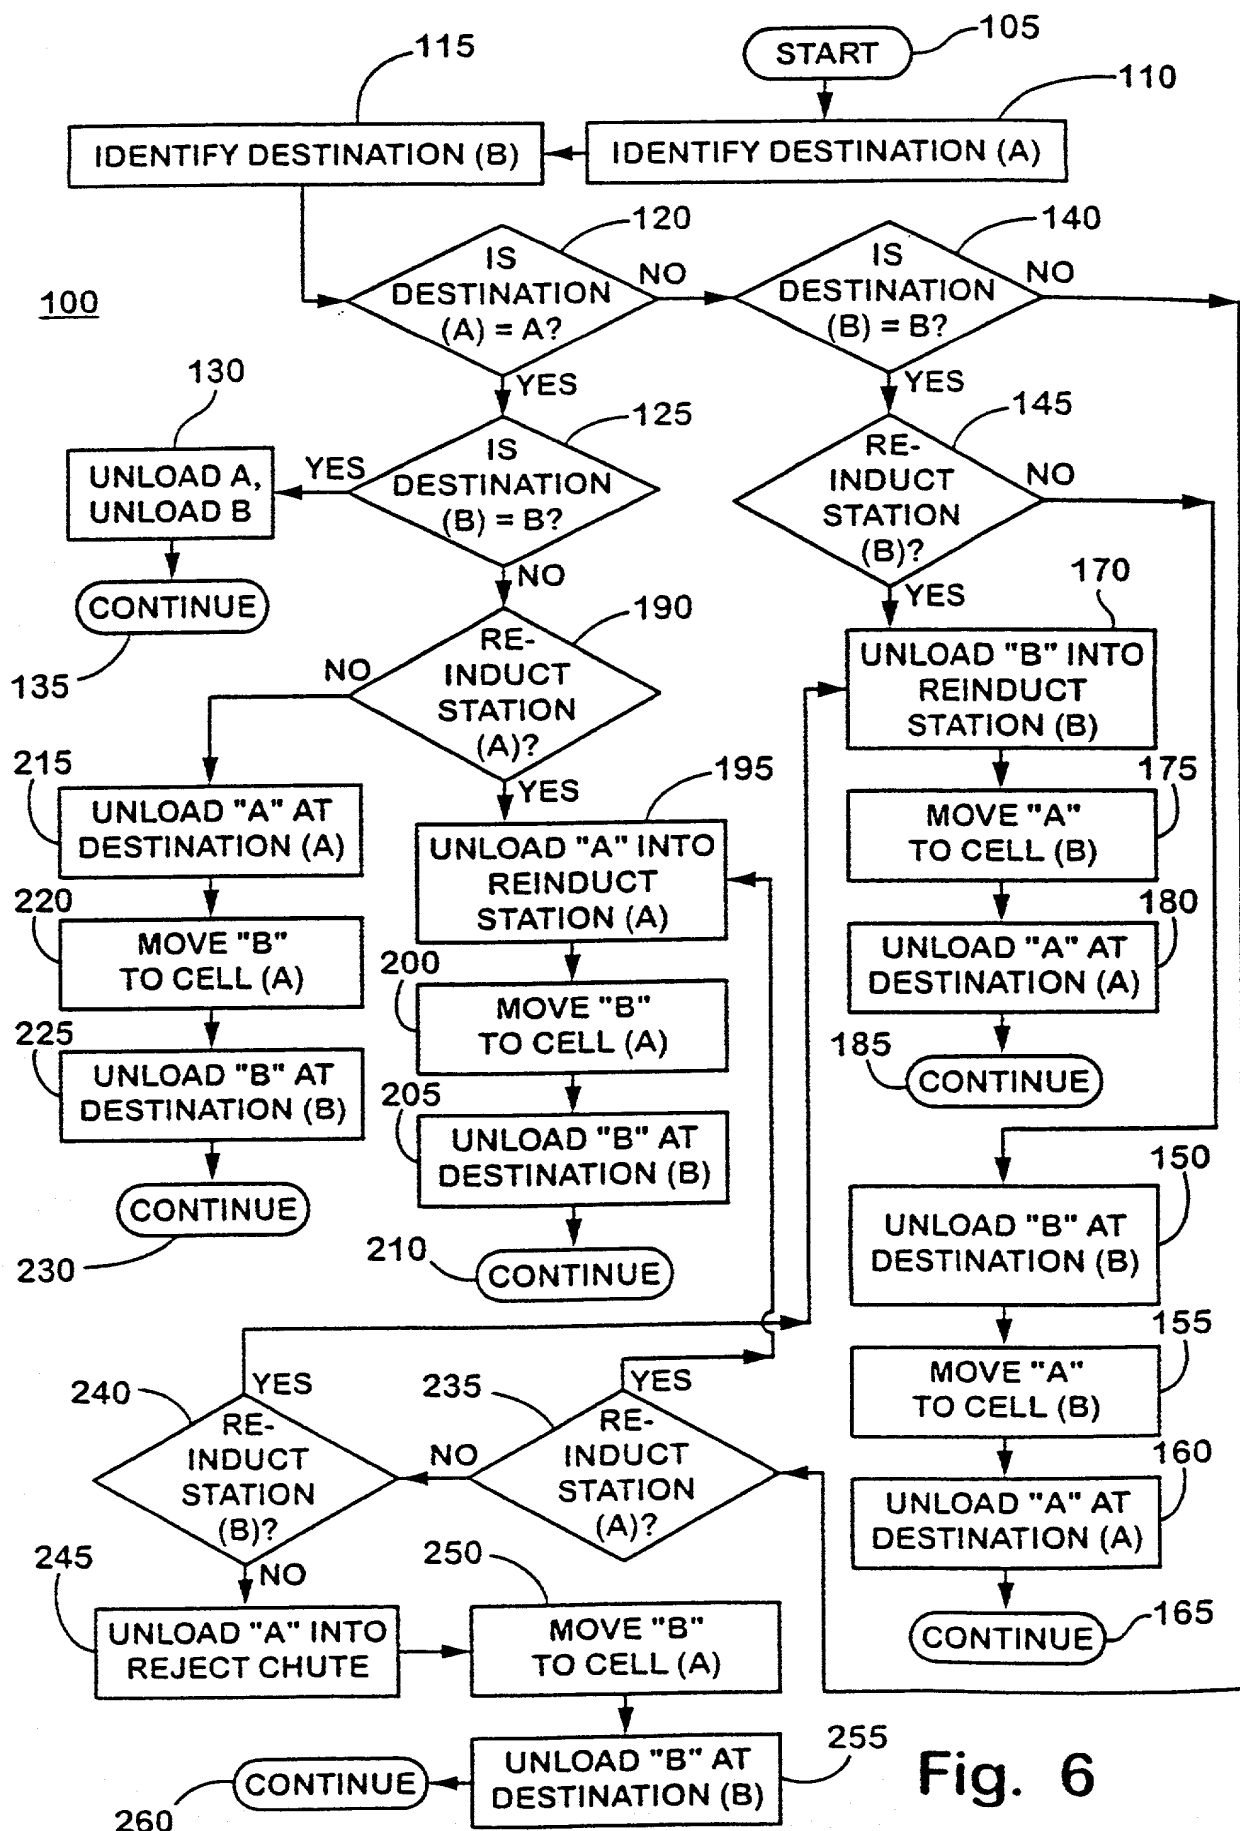 105
START
115
110
IDENTIFY DESTINATION (B)
IDENTIFY DESTINATION (A)
100
120
IS
DESTINATION
(A) = A?
NO
YES
140
IS
DESTINATION
(B) = B?
NO
YES
130
UNLOAD A,
UNLOAD B
CONTINUE
135
125
YES
IS
DESTINATION
(B) = B?
NO
145
RE-
INDUCT
STATION
(B)?
NO
YES
190
NO
RE-
INDUCT
STATION
(A)?
YES
170
UNLOAD "B" INTO
REINDUCT
STATION (B)
175
MOVE "A"
TO CELL (B)
180
UNLOAD "A" AT
DESTINATION (A)
185
CONTINUE
215
UNLOAD "A" AT
DESTINATION (A)
220
MOVE "B"
TO CELL (A)
225
UNLOAD "B" AT
DESTINATION (B)
CONTINUE
230
195
UNLOAD "A" INTO
REINDUCT
STATION (A)
200
MOVE "B"
TO CELL (A)
205
UNLOAD "B" AT
DESTINATION (B)
210
CONTINUE
150
UNLOAD "B" AT
DESTINATION (B)
155
MOVE "A"
TO CELL (B)
160
UNLOAD "A" AT
DESTINATION (A)
CONTINUE
165
240
YES
RE-
INDUCT
STATION
(B)?
NO
235
YES
NO
RE-
INDUCT
STATION
(A)?
245
UNLOAD "A" INTO
REJECT CHUTE
250
MOVE "B"
TO CELL (A)
UNLOAD "B" AT
DESTINATION (B)
255
CONTINUE
260
Fig. 6